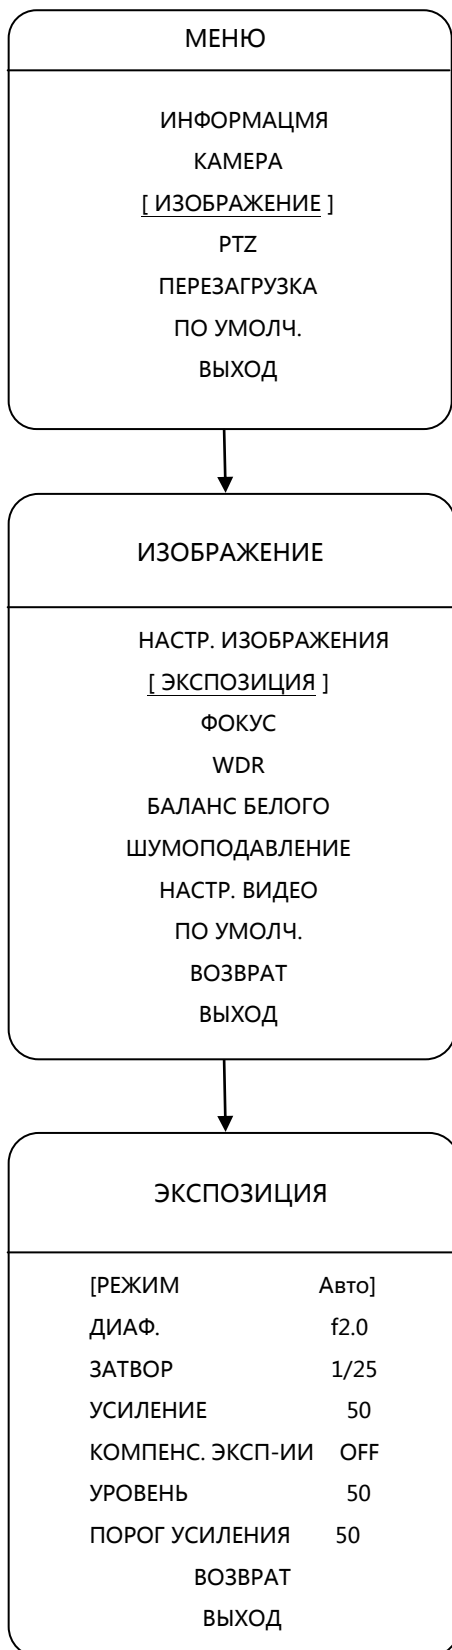 МЕНЮ
ИНФОРМАЦМЯ
КАМЕРА
[ ИЗОБРАЖЕНИЕ ]
PTZ
ПЕРЕЗАГРУЗКА
ПО УМОЛЧ.
ВЫХОД
ИЗОБРАЖЕНИЕ
НАСТР. ИЗОБРАЖЕНИЯ
[ ЭКСПОЗИЦИЯ ]
ФОКУС
WDR
БАЛАНС БЕЛОГО
ШУМОПОДАВЛЕНИЕ
НАСТР. ВИДЕО
ПО УМОЛЧ.
ВОЗВРАТ
ВЫХОД
ЭКСПОЗИЦИЯ
[РЕЖИМ Авто]
ДИАФ. f2.0
ЗАТВОР 1/25
УСИЛЕНИЕ 50
КОМПЕНС. ЭКСП-ИИ OFF
УРОВЕНЬ 50
ПОРОГ УСИЛЕНИЯ 50
ВОЗВРАТ
ВЫХОД